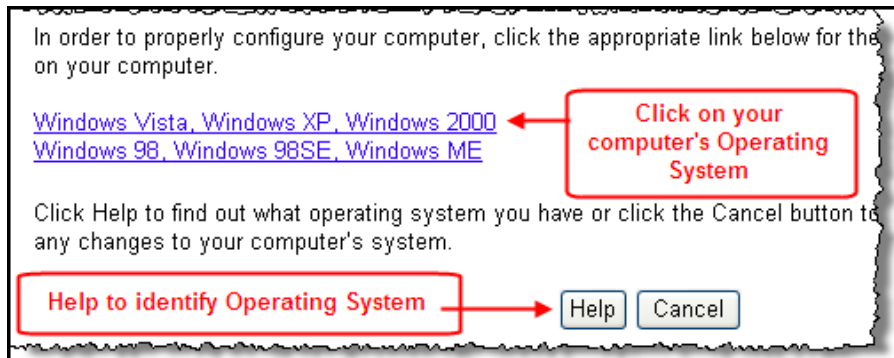 In order to properly configure your computer, click the appropriate link below for the
on your computer.
Windows Vista, Windows XP, Windows 2000
Windows 98, Windows 98SE, Windows ME
Click on your
computer's Operating
System
Click Help to find out what operating system you have or click the Cancel button to
any changes to your computer's system.
Help to identify Operating System
Help
Cancel